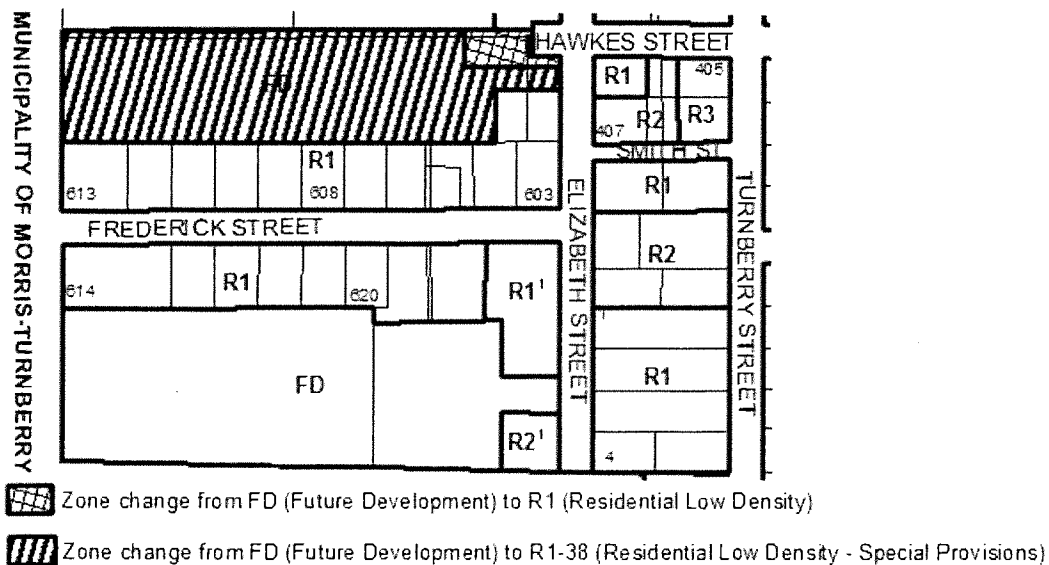 MUNICIPALITY OF MORRIS-TURNBERRY
HAWKES STREET
FD
R1
405
407
R2
R3
SMITH ST
R1
613
608
603
R1
FREDERICK STREET
ELIZABETH STREET
TURNBERRY STREET
R2
614
R1
620
R1¹
FD
R1
R2¹
4
Zone change from FD (Future Development) to R1 (Residential Low Density)
Zone change from FD (Future Development) to R1-38 (Residential Low Density - Special Provisions)